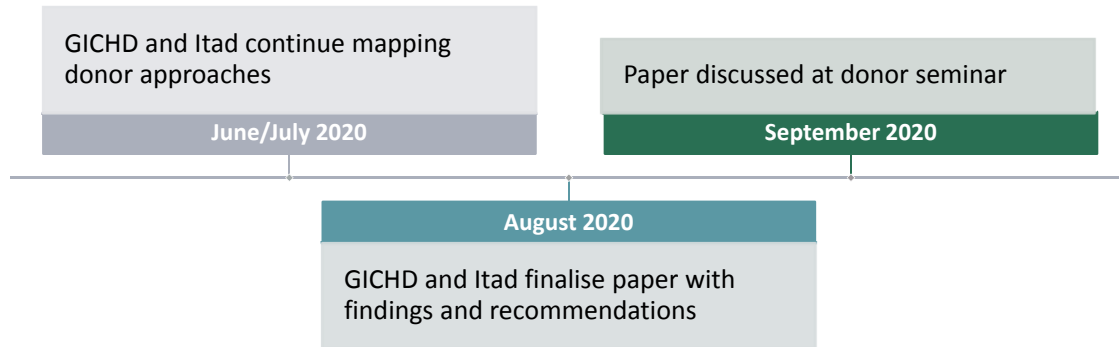 GICHD and Itad continue mapping
donor approaches
June/July 2020
Paper discussed at donor seminar
September 2020
August 2020
GICHD and Itad finalise paper with
findings and recommendations